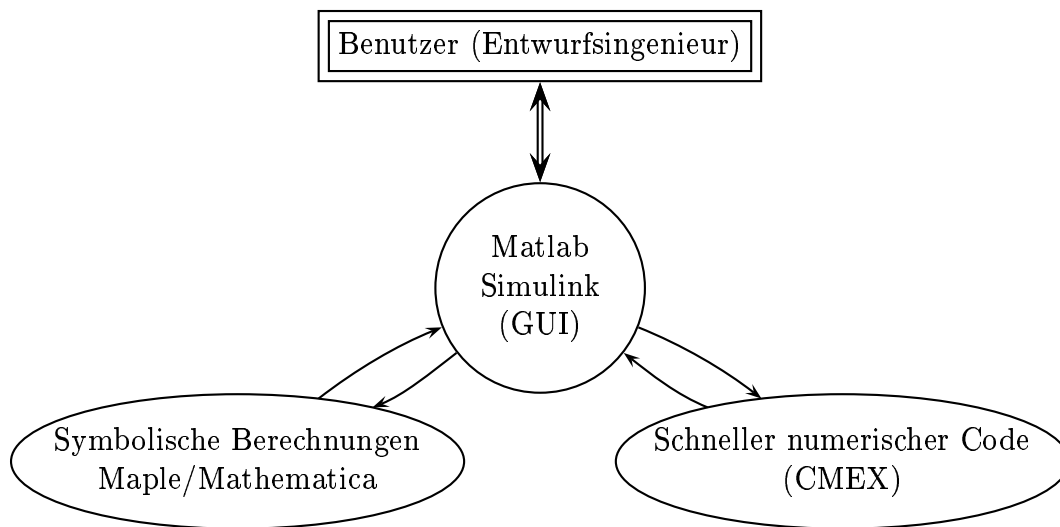 Benutzer (Entwurfsingenieur)
Matlab
Simulink
(GUI)
Symbolische Berechnungen
Maple/Mathematica
Schneller numerischer Code
(CMEX)